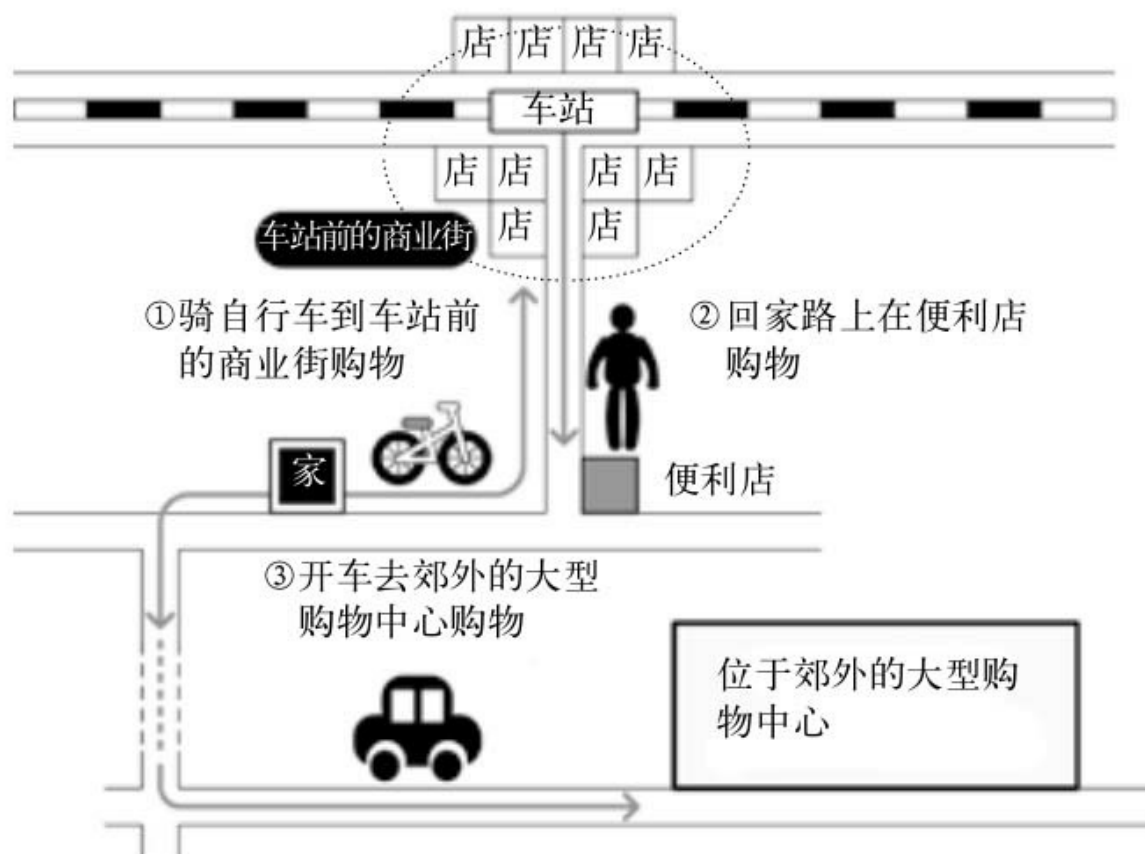 店 店 店 店
车站
店 店 店 店
店 店
车站前的商业街
①骑自行车到车站前
的商业街购物
②回家路上在便利店
购物
家
便利店
③开车去郊外的大型
购物中心购物
位于郊外的大型购
物中心